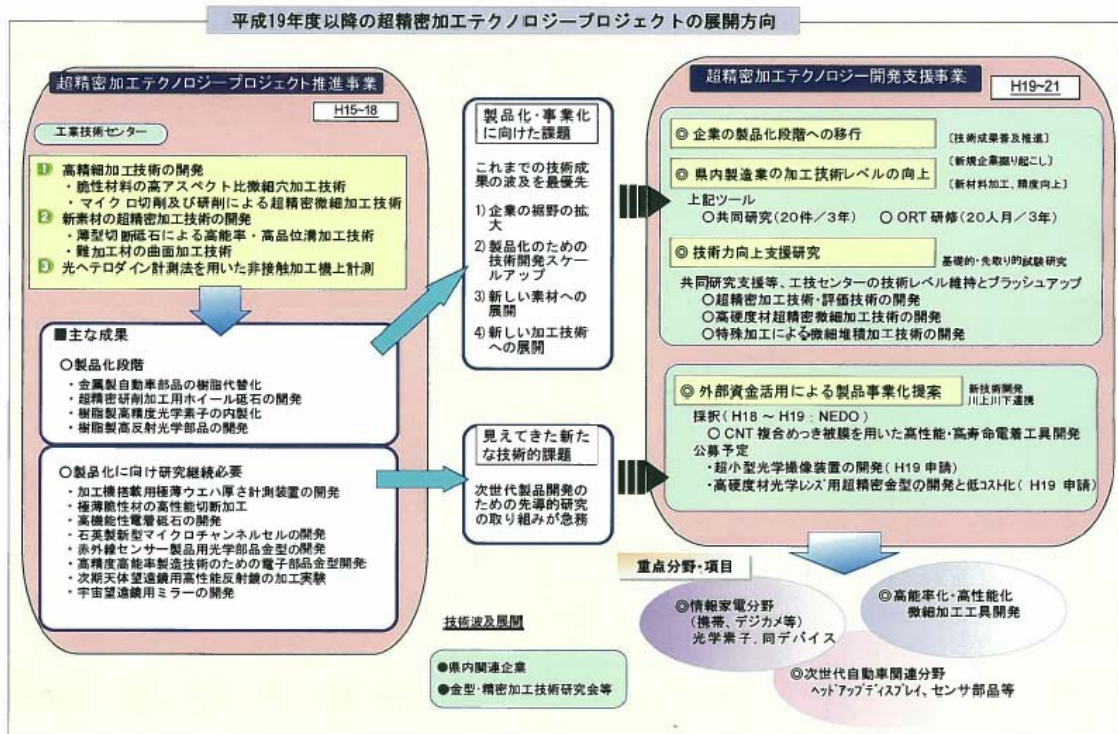 平成19年度以降の超精密加工テクノロジープロジェクトの展開方向
超精密加工テクノロジープロジェクト推進事業
H15~18
工業技術センター
1 高精細加工技術の開発
・脆性材料の高アスペクト比微細穴加工技術
・マイクロ切削及び研削による超精密微細加工技術
2 新素材の超精密加工技術の開発
・薄型切断砥石による高能率・高品位溝加工技術
・難加工材の曲面加工技術
3 光ヘテロダイン計測法を用いた非接触加工機上計測
■主な成果
○製品化段階
・金属製自動車部品の樹脂代替化
・超精密研削加工用ホイール砥石の開発
・樹脂製高精度光学素子の内製化
・樹脂製高反射光学部品の開発
○製品化に向け研究継続必要
・加工機搭載用極薄ウエハ厚さ計測装置の開発
・極薄脆性材の高性能切断加工
・高機能性電着砥石の開発
・石英製新型マイクロチャンネルセルの開発
・赤外線センサー製品用光学部品金型の開発
・高精度高能率製造技術のための電子部品金型開発
・次期天体望遠鏡用高性能反射鏡の加工実験
・宇宙望遠鏡用ミラーの開発
製品化・事業化
に向けた課題
これまでの技術成
果の波及を最優先
1) 企業の裾野の拡
大
2) 製品化のための
技術開発スケー
ルアップ
3) 新しい素材への
展開
4) 新しい加工技術
への展開
見えてきた新た
な技術的課題
次世代製品開発の
ための先導的研究
の取り組みが急務
技術波及展開
●県内関連企業
●金型・精密加工技術研究会等
超精密加工テクノロジー開発支援事業
H19~21
◎ 企業の製品化段階への移行
[技術成果普及推進]
[新規企業掘り起こし]
◎ 県内製造業の加工技術レベルの向上
[新材料加工、精度向上]
上記ツール
○共同研究(20件/3年) ○ORT 研修(20人月/3年)
◎ 技術力向上支援研究
基礎的・先取り的試験研究
共同研究支援等、工技センターの技術レベル維持とブラッシュアップ
○超精密加工技術・評価技術の開発
○高硬度材超精密微細加工技術の開発
○特殊加工による微細堆積加工技術の開発
◎ 外部資金活用による製品事業化提案
新技術開発
川上川下連携
採択(H18 ~ H19:NEDO)
○CNT 複合めっき被膜を用いた高性能・高寿命電着工具開発
公募予定
・超小型光学撮像装置の開発(H19 申請)
・高硬度材光学レンズ用超精密金型の開発と低コスト化( H19 申請)
重点分野・項目
◎情報家電分野
(携帯、デジカメ等)
光学素子、同デバイス
◎高能率化・高性能化
微細加工工具開発
◎次世代自動車関連分野
ヘッドアップディスプレイ、センサ部品等